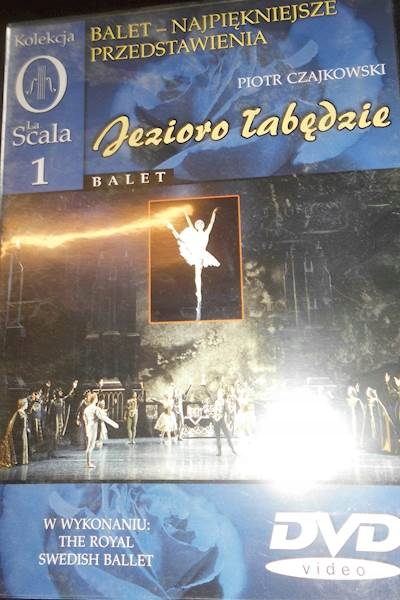 Kolekcja
La
Scala
1
BALET – NAJPIĘKNIEJSZE
PRZEDSTAWIENIA
PIOTR CZAJKOWSKI
Jezioro łabędzie
BALET
W WYKONANIU:
THE ROYAL
SWEDISH BALLET
DVD
video